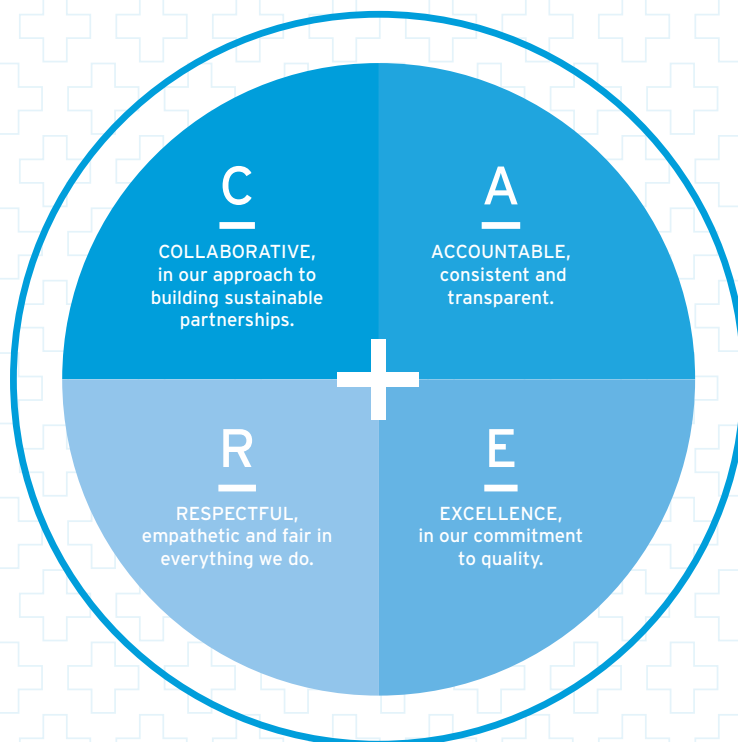 C
COLLABORATIVE,
in our approach to
building sustainable
partnerships.
A
ACCOUNTABLE,
consistent and
transparent.
R
RESPECTFUL,
empathetic and fair in
everything we do.
E
EXCELLENCE,
in our commitment
to quality.